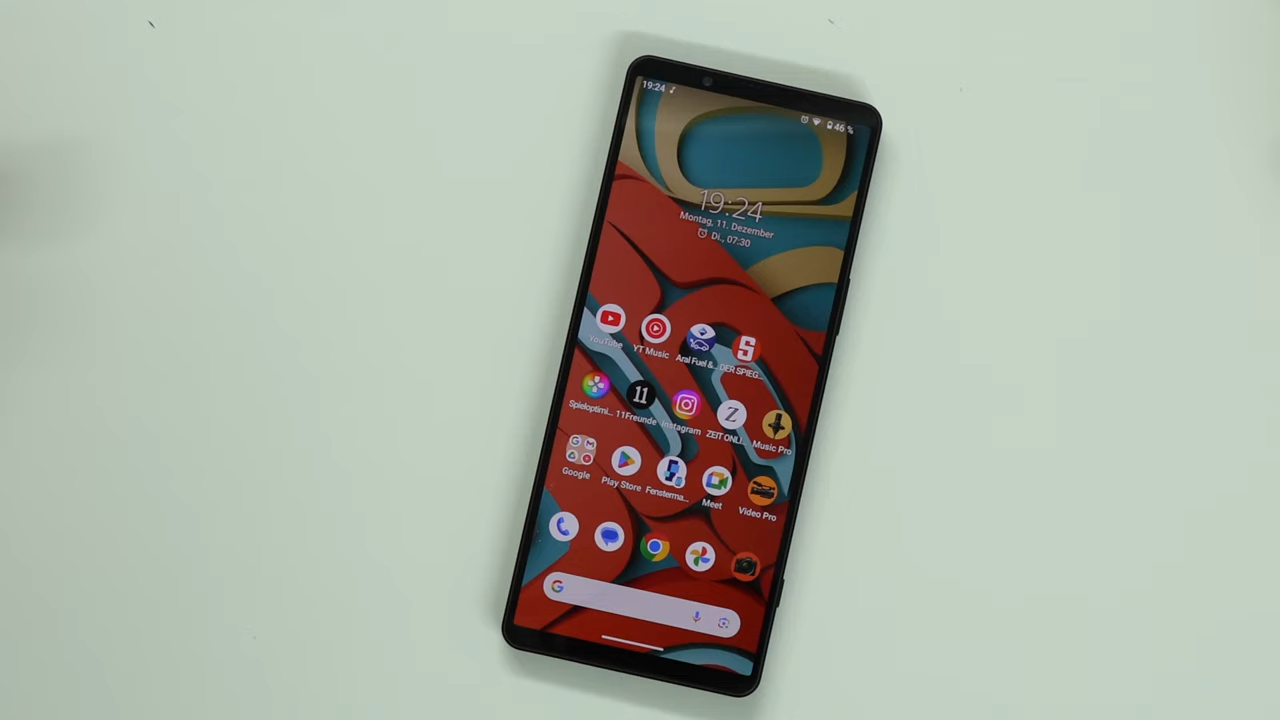 19:24
46 %
19:24
Montag, 11. Dezember
Di., 07:30
YouTube
YT Music
Aral Fuel &...
DER SPIEG...
Spieloptimi...
11Freunde
Instagram
ZEIT ONLI...
Music Pro
Google
Play Store
Fensterma...
Meet
Video Pro